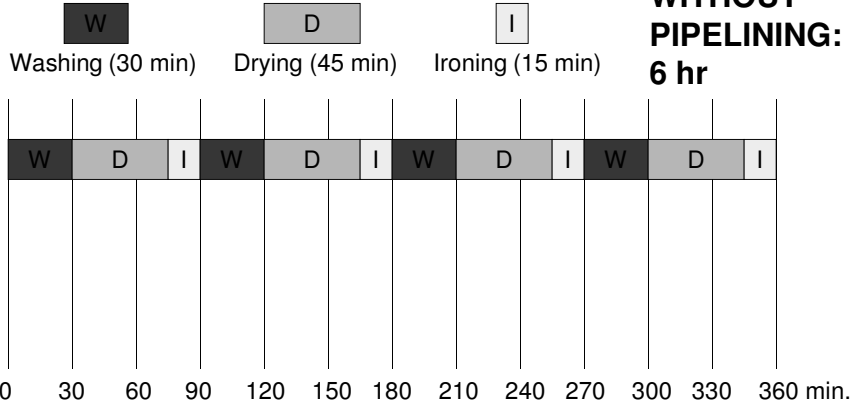 WITHOUT
PIPELINING:
6 hr
W D I
Washing (30 min) Drying (45 min) Ironing (15 min)
W D I W D I W D I W D I
0 30 60 90 120 150 180 210 240 270 300 330 360 min.